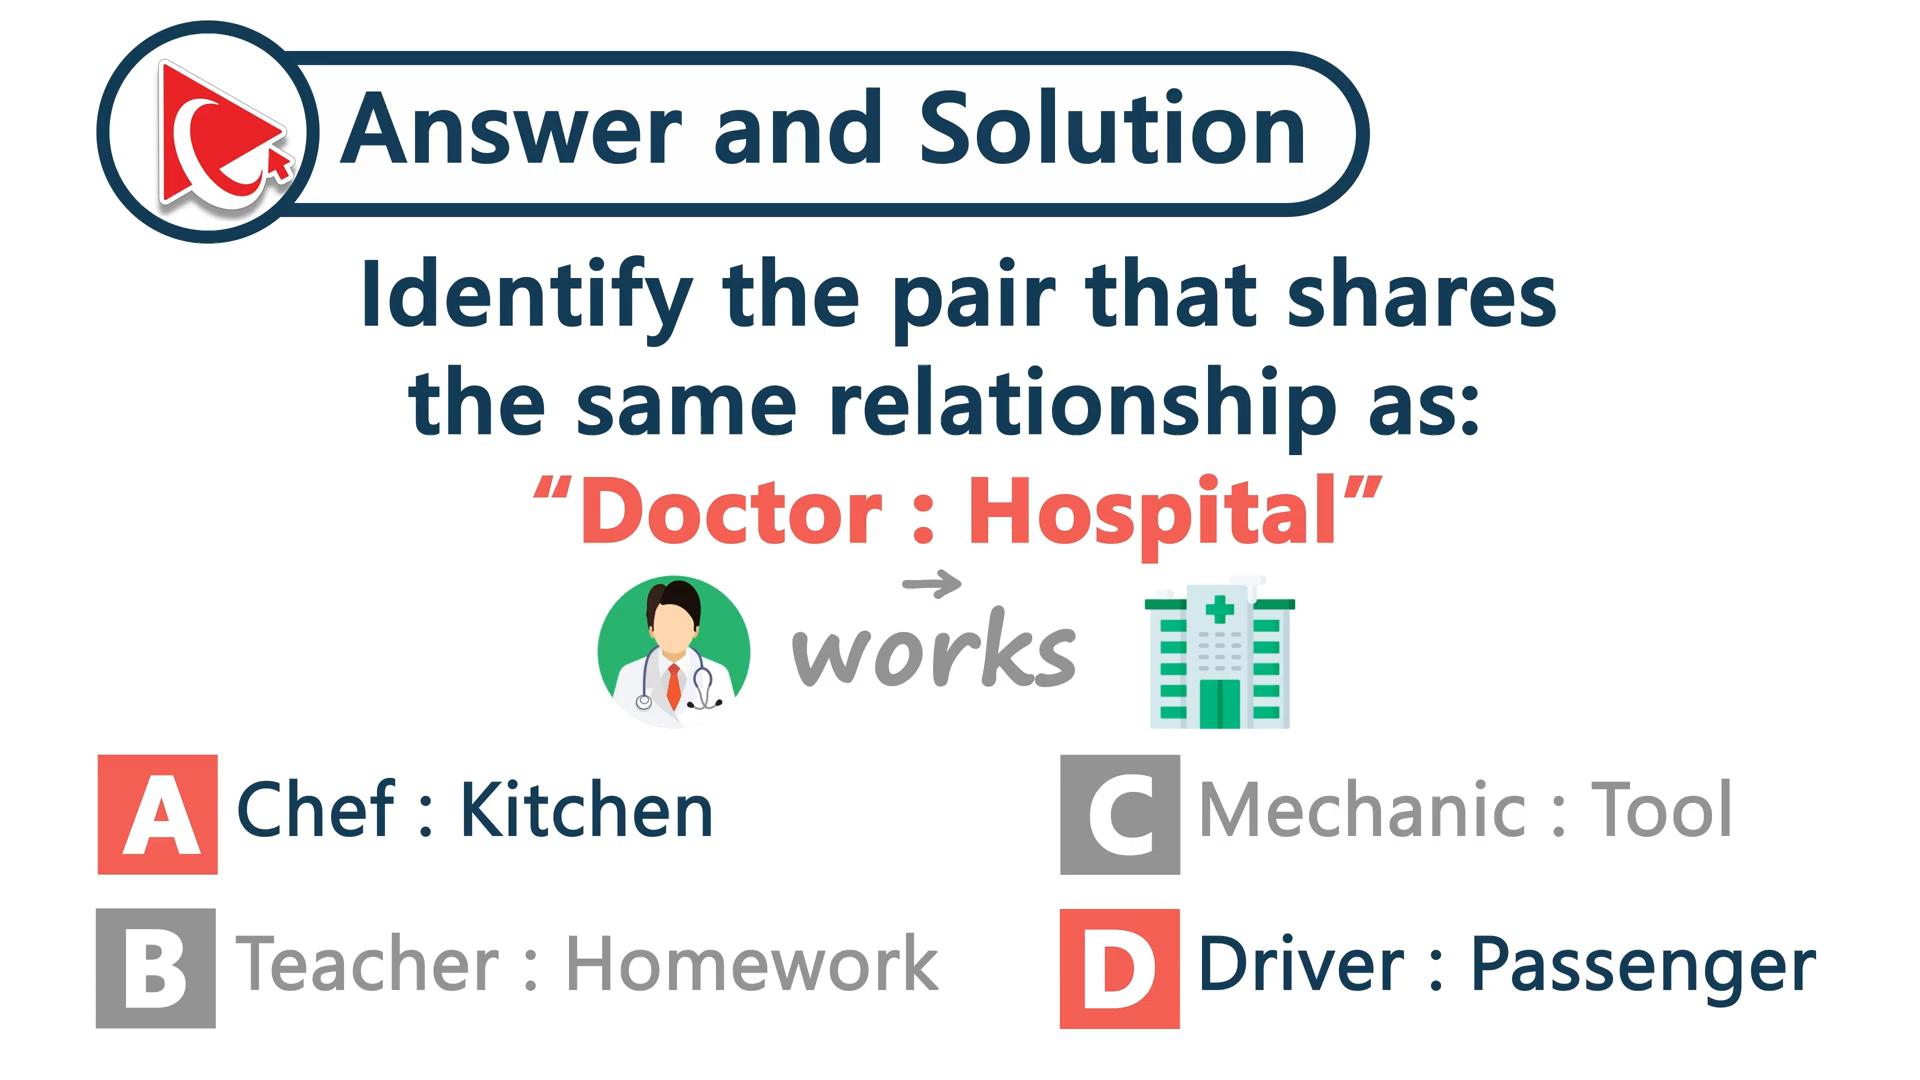 Answer and Solution
Identify the pair that shares
the same relationship as:
“Doctor : Hospital”
works
A Chef : Kitchen
C Mechanic : Tool
B Teacher : Homework
D Driver : Passenger